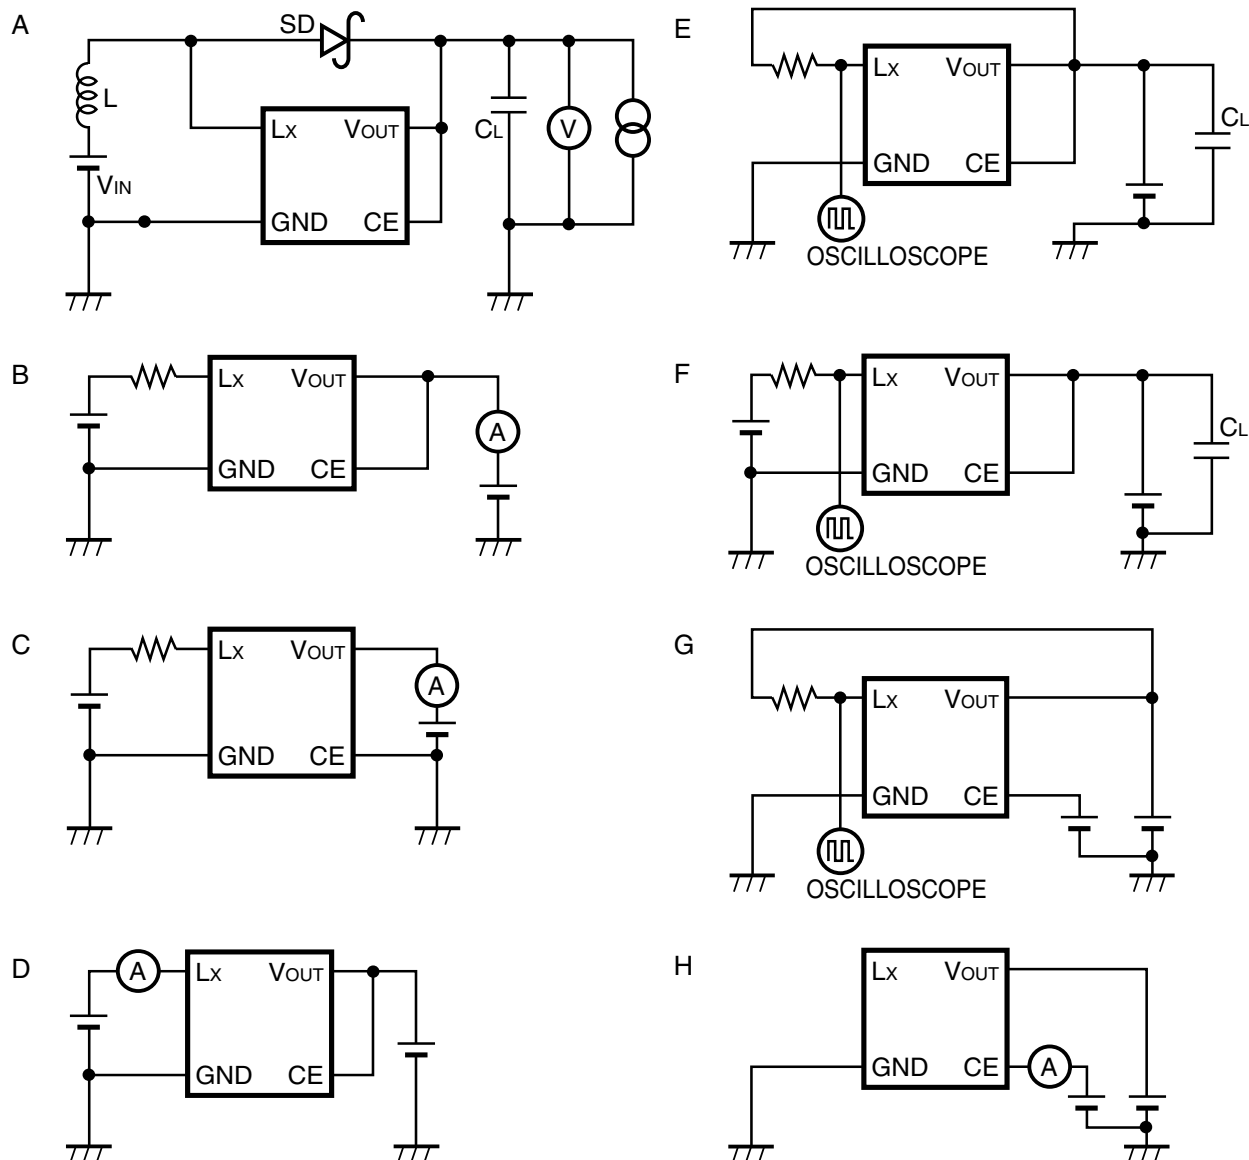 A
SD
L
VIN
LX VOUT
GND CE
CL
V
B
LX VOUT
GND CE
A
C
LX VOUT
GND CE
A
D
A
LX VOUT
GND CE
E
LX VOUT
GND CE
CL
OSCILLOSCOPE
F
LX VOUT
GND CE
CL
OSCILLOSCOPE
G
LX VOUT
GND CE
OSCILLOSCOPE
H
LX VOUT
GND CE
A